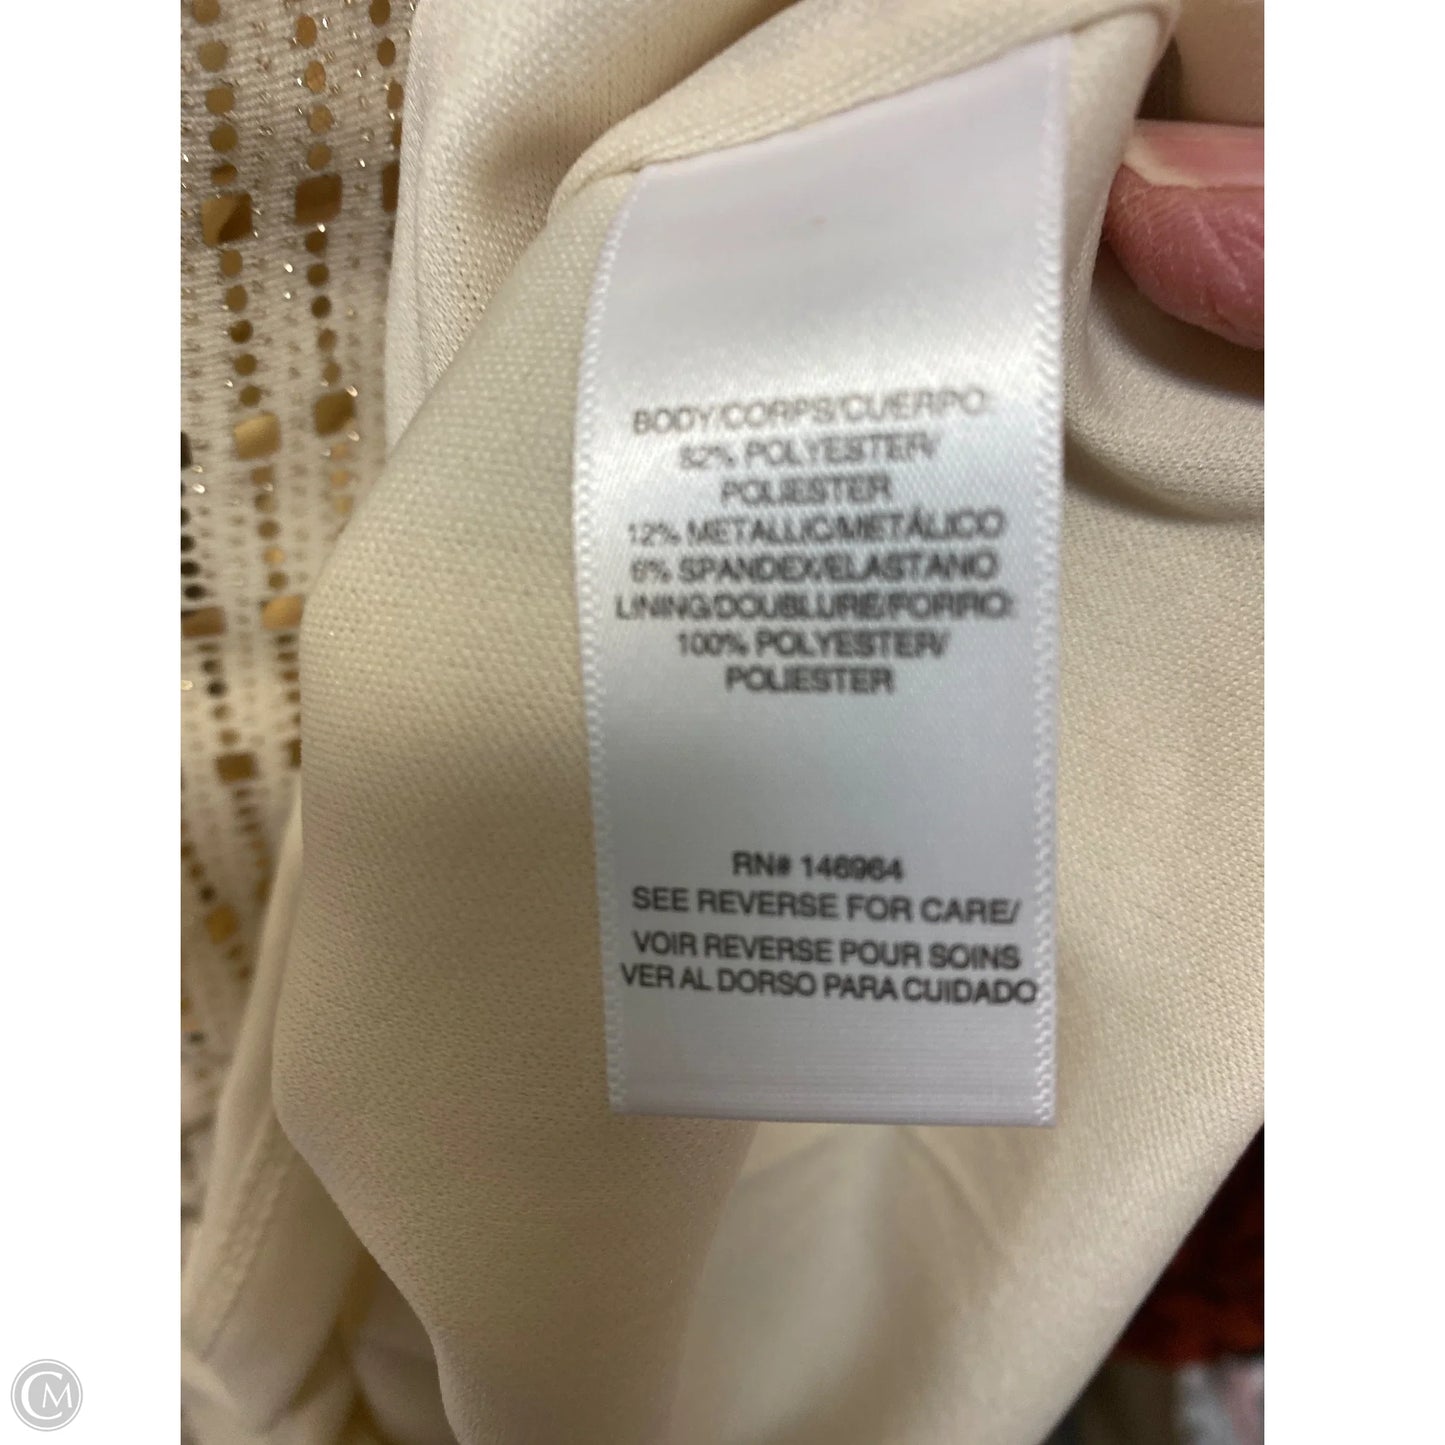 BODY/CORPS/CUERPO:
82% POLYESTER/
POLIESTER
12% METALLIC/METÁLICO
6% SPANDEX/ELASTANO
LINING/DOUBLURE/FORRO:
100% POLYESTER/
POLIESTER
RN# 146964
SEE REVERSE FOR CARE/
VOIR REVERSE POUR SOINS
VER AL DORSO PARA CUIDADO
CM